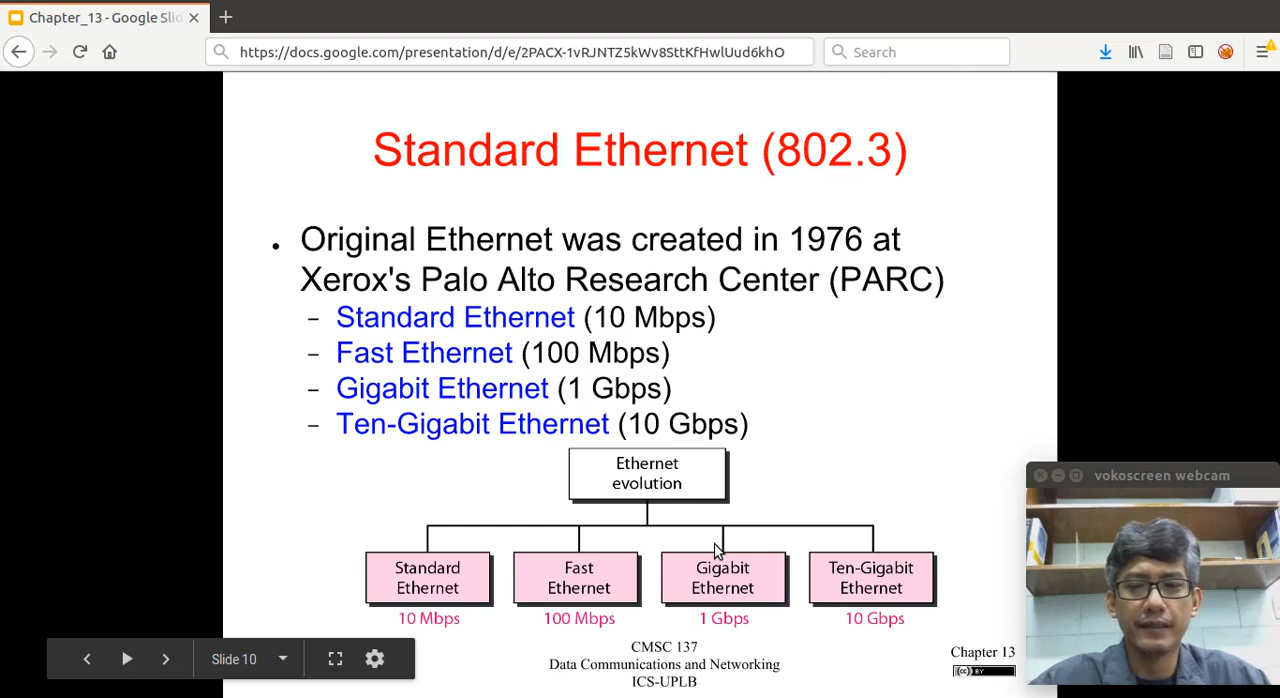 Chapter_13 - Google Slid
https://docs.google.com/presentation/d/e/2PACX-1vRJNTZ5kWv8SttKfHwlUud6khO
Search
Standard Ethernet (802.3)
• Original Ethernet was created in 1976 at
Xerox's Palo Alto Research Center (PARC)
– Standard Ethernet (10 Mbps)
– Fast Ethernet (100 Mbps)
– Gigabit Ethernet (1 Gbps)
– Ten-Gigabit Ethernet (10 Gbps)
Ethernet
evolution
Standard
Ethernet
10 Mbps
Fast
Ethernet
100 Mbps
Gigabit
Ethernet
1 Gbps
Ten-Gigabit
Ethernet
10 Gbps
CMSC 137
Data Communications and Networking
ICS-UPLB
Chapter 13
(cc) BY
Slide 10
vokoscreen webcam